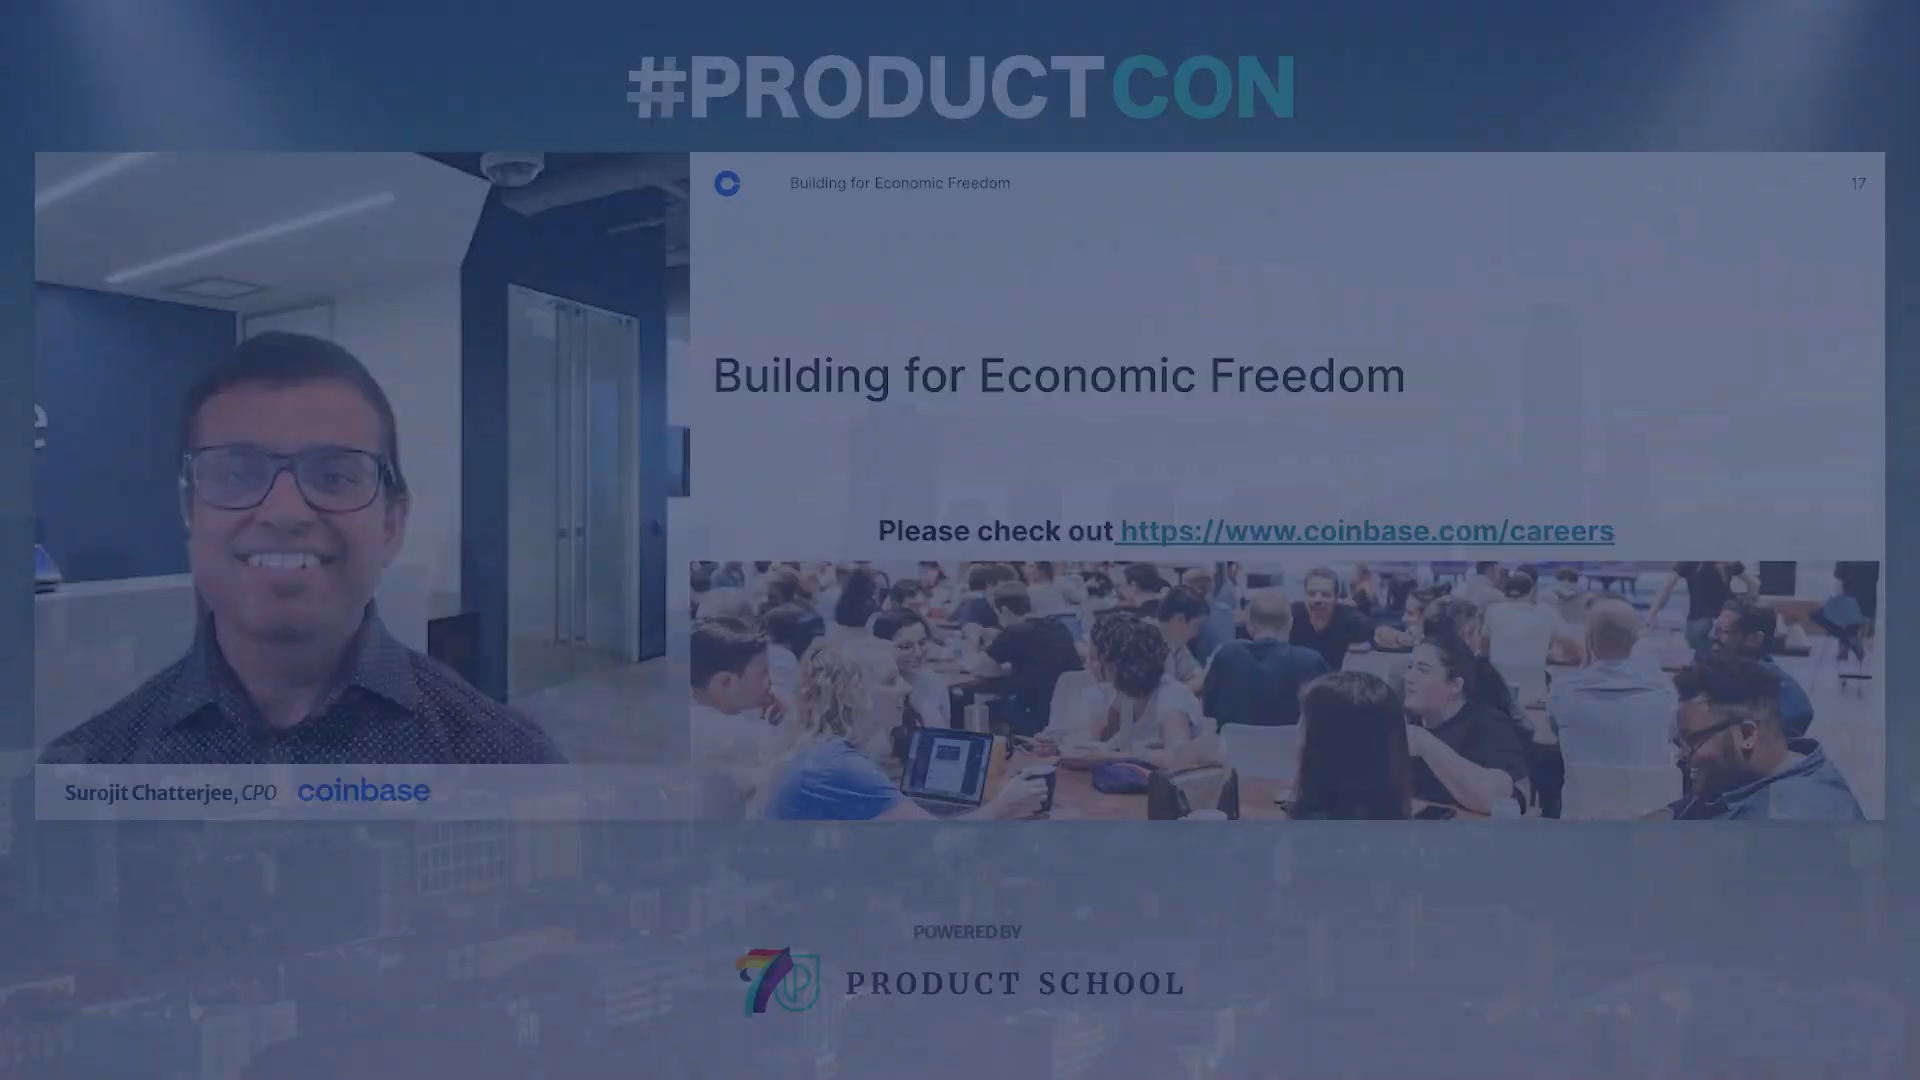 #PRODUCTCON
Building for Economic Freedom
17
Building for Economic Freedom
Please check out https://www.coinbase.com/careers
e
Surojit Chatterjee, CPO coinbase
POWERED BY
7 P PRODUCT SCHOOL